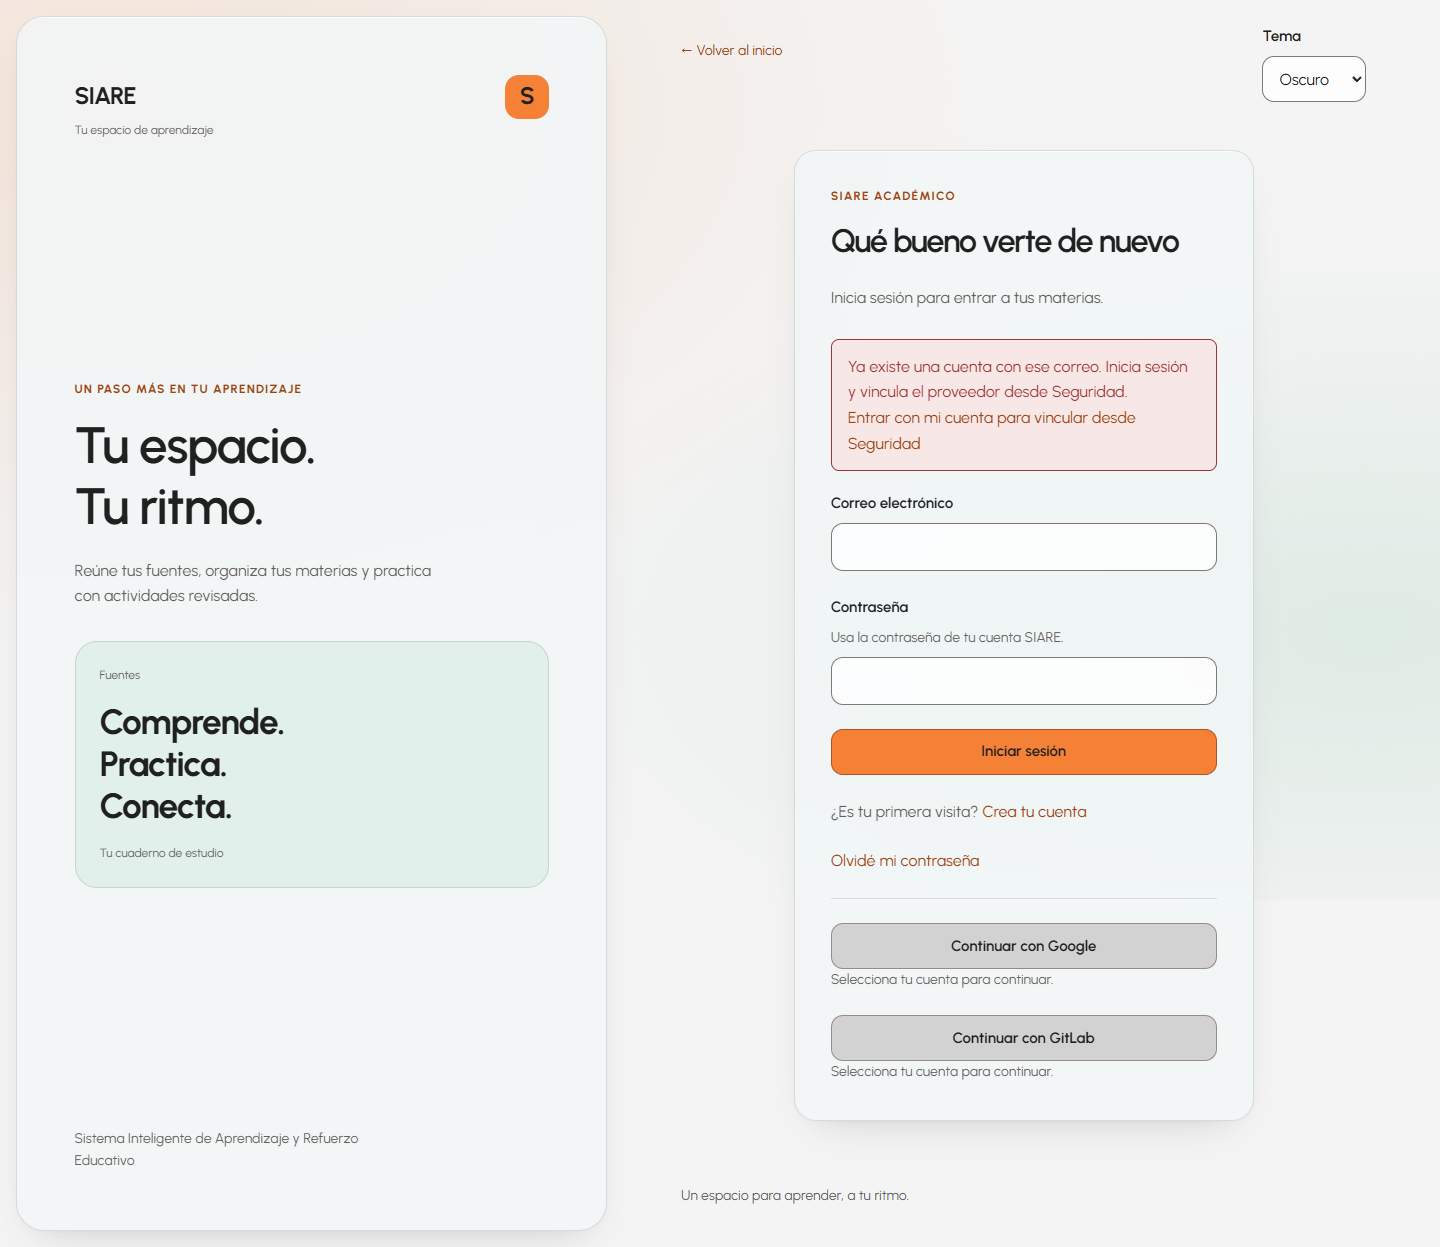 SIARE
S
Tu espacio de aprendizaje
UN PASO MÁS EN TU APRENDIZAJE
Tu espacio.
Tu ritmo.
Reúne tus fuentes, organiza tus materias y practica
con actividades revisadas.
Fuentes
Comprende.
Practica.
Conecta.
Tu cuaderno de estudio
Sistema Inteligente de Aprendizaje y Refuerzo
Educativo
← Volver al inicio
Tema
Oscuro
SIARE ACADÉMICO
Qué bueno verte de nuevo
Inicia sesión para entrar a tus materias.
Ya existe una cuenta con ese correo. Inicia sesión
y vincula el proveedor desde Seguridad.
Entrar con mi cuenta para vincular desde
Seguridad
Correo electrónico
Contraseña
Usa la contraseña de tu cuenta SIARE.
Iniciar sesión
¿Es tu primera visita? Crea tu cuenta
Olvidé mi contraseña
Continuar con Google
Selecciona tu cuenta para continuar.
Continuar con GitLab
Selecciona tu cuenta para continuar.
Un espacio para aprender, a tu ritmo.